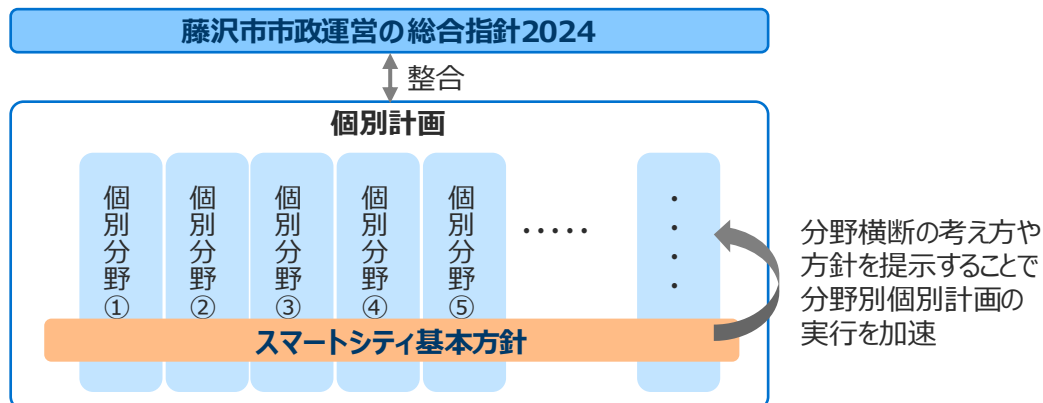 藤沢市市政運営の総合指針2024
整合
個別計画
個別分野①
個別分野②
個別分野③
個別分野④
個別分野⑤
・・・・・
・・・・
スマートシティ基本方針
分野横断の考え方や
方針を提示することで
分野別個別計画の
実行を加速